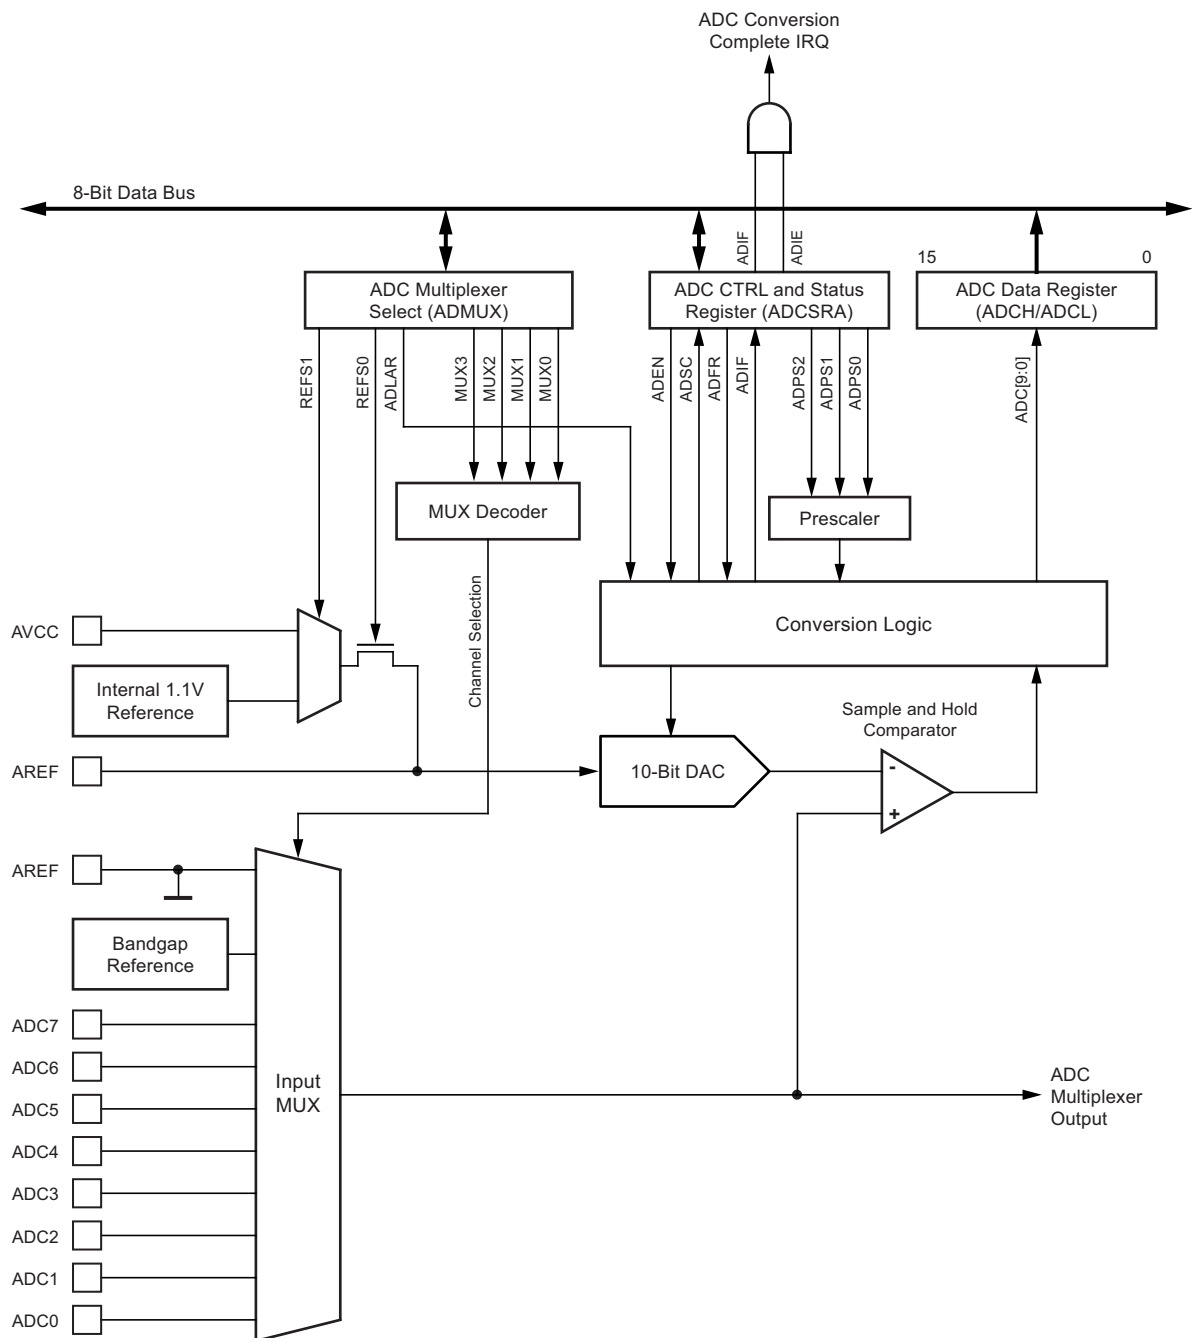 ADC Conversion
Complete IRQ
8-Bit Data Bus
ADIF
ADIE
15
0
ADC Multiplexer
Select (ADMUX)
ADC CTRL and Status
Register (ADCSRA)
ADC Data Register
(ADCH/ADCL)
REFS1
REFS0
ADLAR
MUX3
MUX2
MUX1
MUX0
ADEN
ADSC
ADFR
ADIF
ADPS2
ADPS1
ADPS0
ADC[9:0]
MUX Decoder
Prescaler
Channel Selection
Conversion Logic
AVCC
Internal 1.1V
Reference
Sample and Hold
Comparator
AREF
10-Bit DAC
-
+
AREF
Bandgap
Reference
ADC7
ADC6
ADC5
ADC4
ADC3
ADC2
ADC1
ADC0
Input
MUX
ADC
Multiplexer
Output